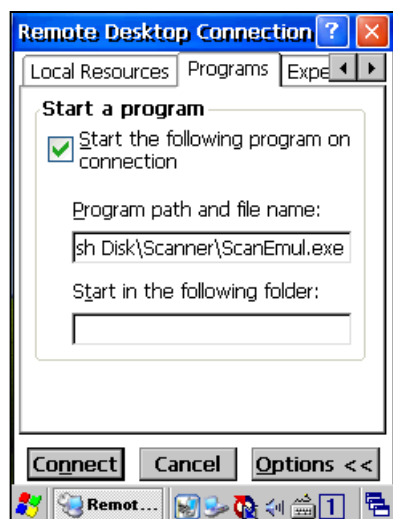 Remote Desktop Connection ?
Local Resources Programs Expe
Start a program
Start the following program on
connection
Program path and file name:
sh Disk\Scanner\ScanEmul.exe
Start in the following folder:
Connect Cancel Options <<
Remot... 1